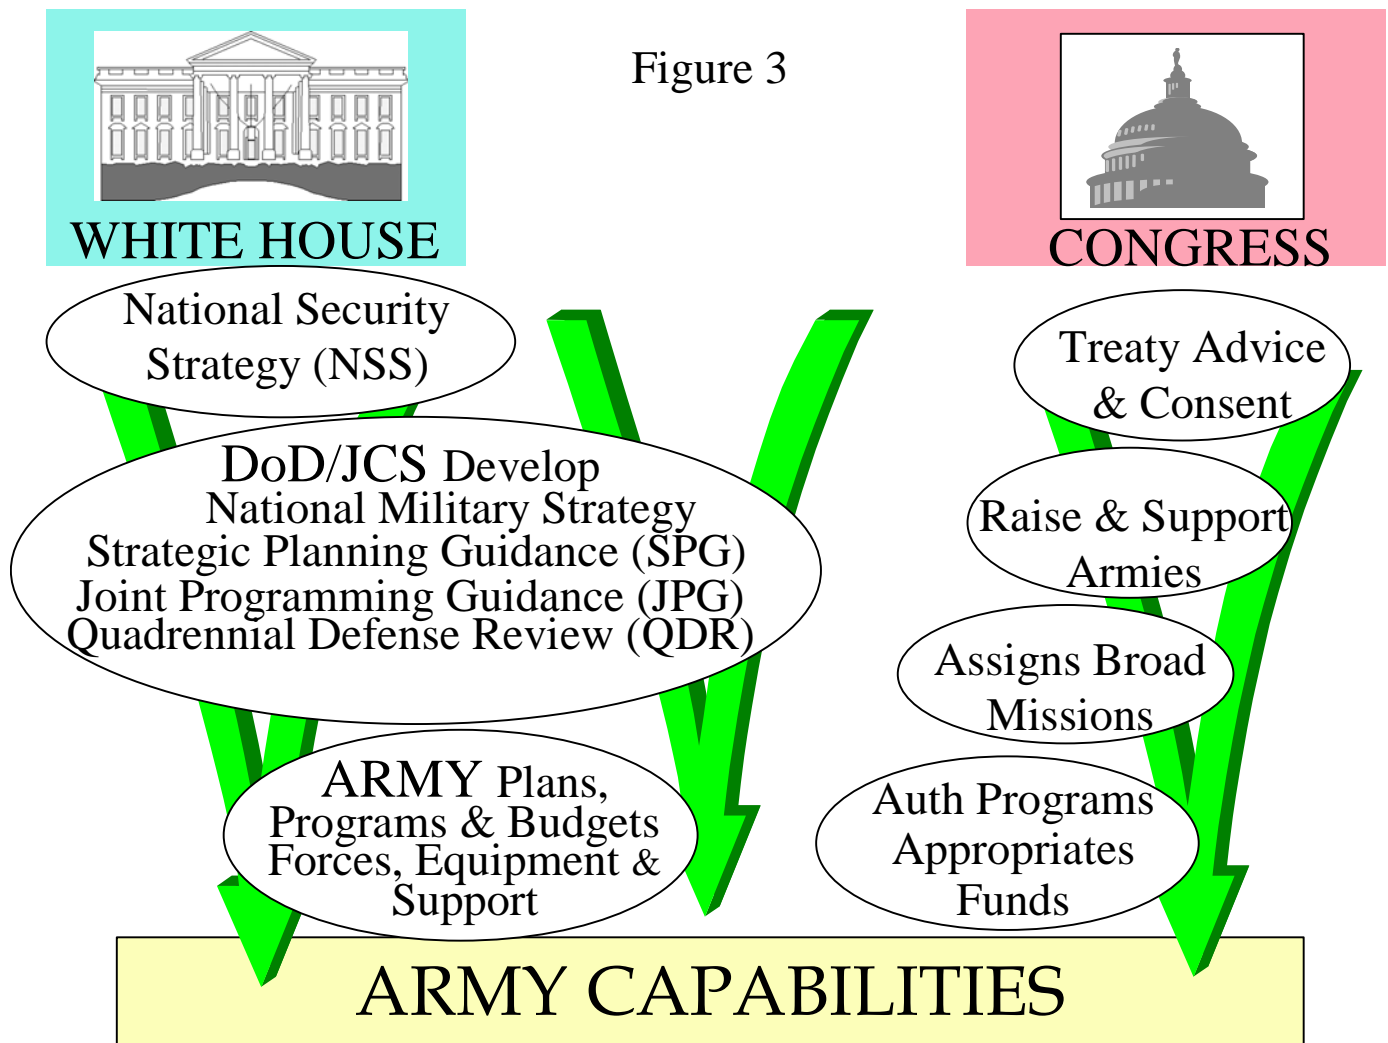 Figure 3
WHITE HOUSE
National Security
Strategy (NSS)
DoD/JCS Develop
National Military Strategy
Strategic Planning Guidance (SPG)
Joint Programming Guidance (JPG)
Quadrennial Defense Review (QDR)
ARMY Plans,
Programs & Budgets
Forces, Equipment &
Support
CONGRESS
Treaty Advice
& Consent
Raise & Support
Armies
Assigns Broad
Missions
Auth Programs
Appropriates
Funds
ARMY CAPABILITIES